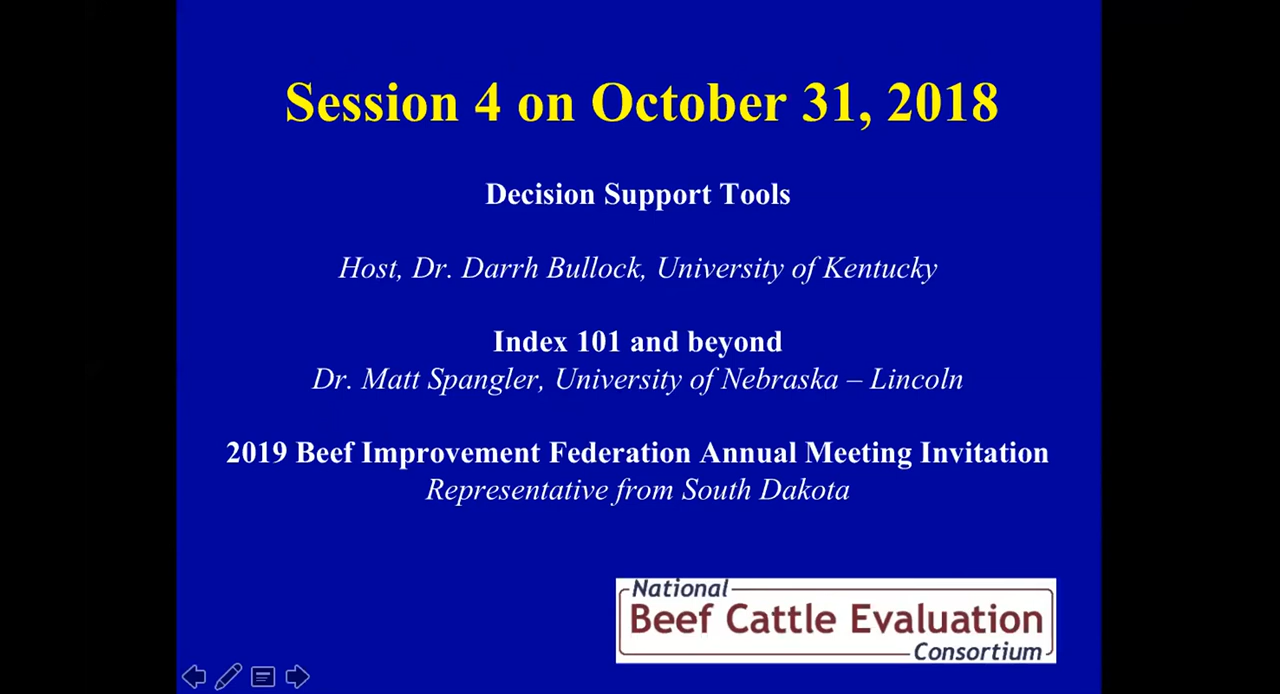 Session 4 on October 31, 2018
Decision Support Tools
Host, Dr. Darrh Bullock, University of Kentucky
Index 101 and beyond
Dr. Matt Spangler, University of Nebraska – Lincoln
2019 Beef Improvement Federation Annual Meeting Invitation
Representative from South Dakota
National
Beef Cattle Evaluation
Consortium